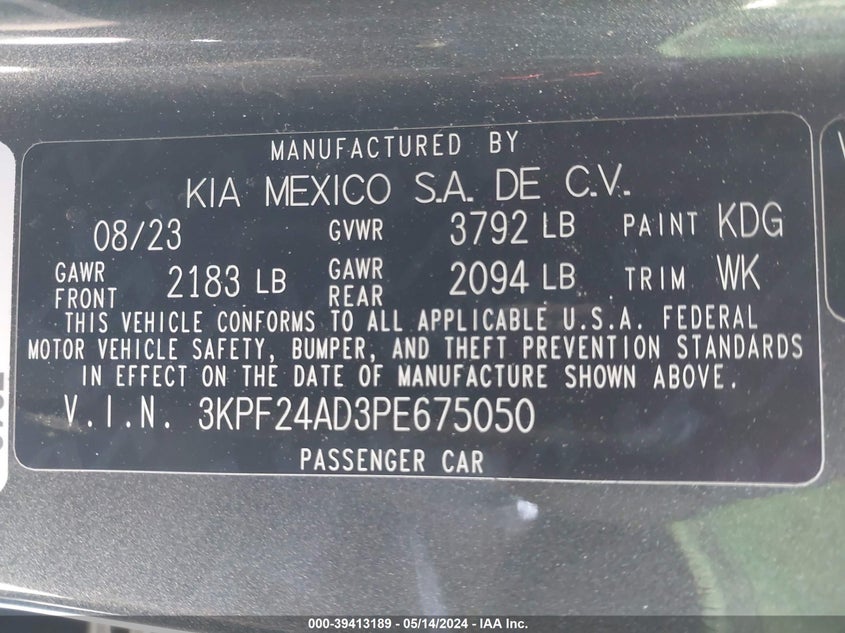 MANUFACTURED BY
KIA MEXICO S.A. DE C.V.
08/23 GVWR 3792 LB PAINT KDG
GAWR FRONT 2183 LB GAWR REAR 2094 LB TRIM WK
THIS VEHICLE CONFORMS TO ALL APPLICABLE U.S.A. FEDERAL
MOTOR VEHICLE SAFETY, BUMPER, AND THEFT PREVENTION STANDARDS
IN EFFECT ON THE DATE OF MANUFACTURE SHOWN ABOVE.
V.I.N. 3KPF24AD3PE675050
PASSENGER CAR
000-39413189 - 05/14/2024 - IAA Inc.